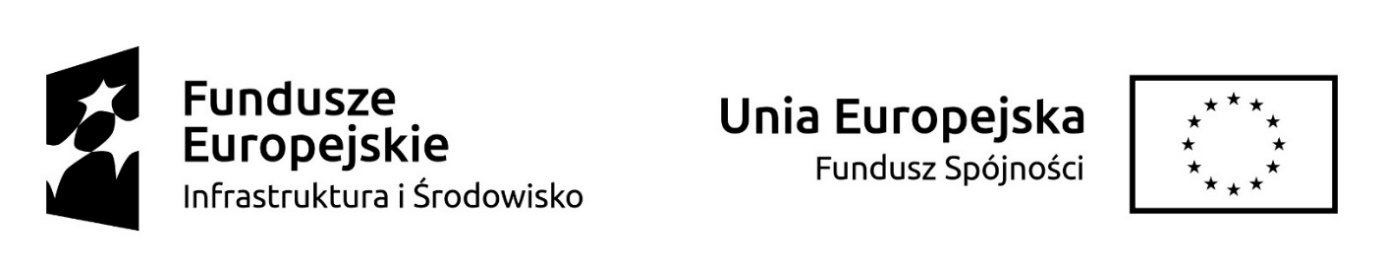 Fundusze
Europejskie
Infrastruktura i Środowisko
Unia Europejska
Fundusz Spójności